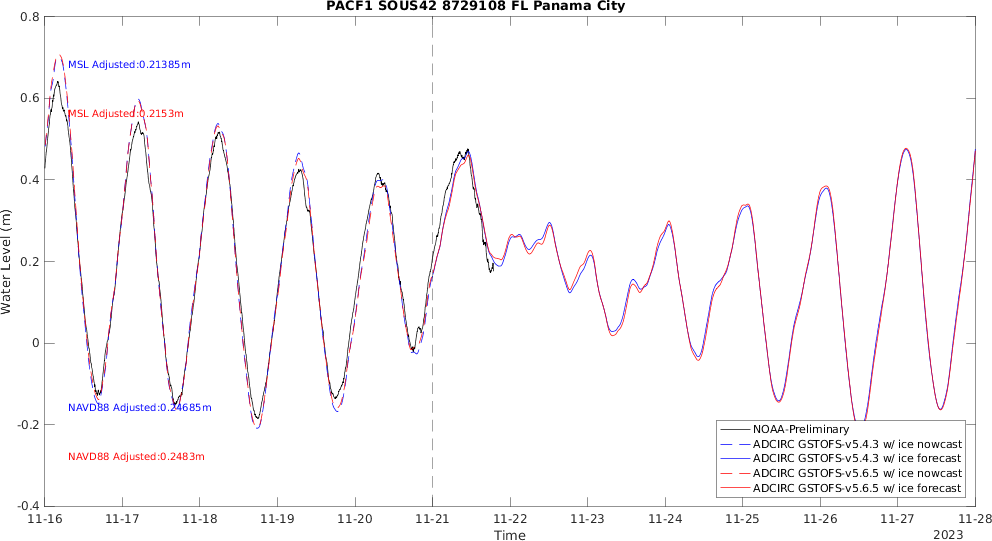 PACF1 SOUS42 8729108 FL Panama City
0.8
0.6
0.4
0.2
0
-0.2
-0.4
Water Level (m)
MSL Adjusted:0.21385m
MSL Adjusted:0.2153m
NAVD88 Adjusted:0.24685m
NAVD88 Adjusted:0.2483m
NOAA-Preliminary
ADCIRC GSTOFS-v5.4.3 w/ ice nowcast
ADCIRC GSTOFS-v5.4.3 w/ ice forecast
ADCIRC GSTOFS-v5.6.5 w/ ice nowcast
ADCIRC GSTOFS-v5.6.5 w/ ice forecast
11-16 11-17 11-18 11-19 11-20 11-21 11-22 11-23 11-24 11-25 11-26 11-27 11-28
Time
2023